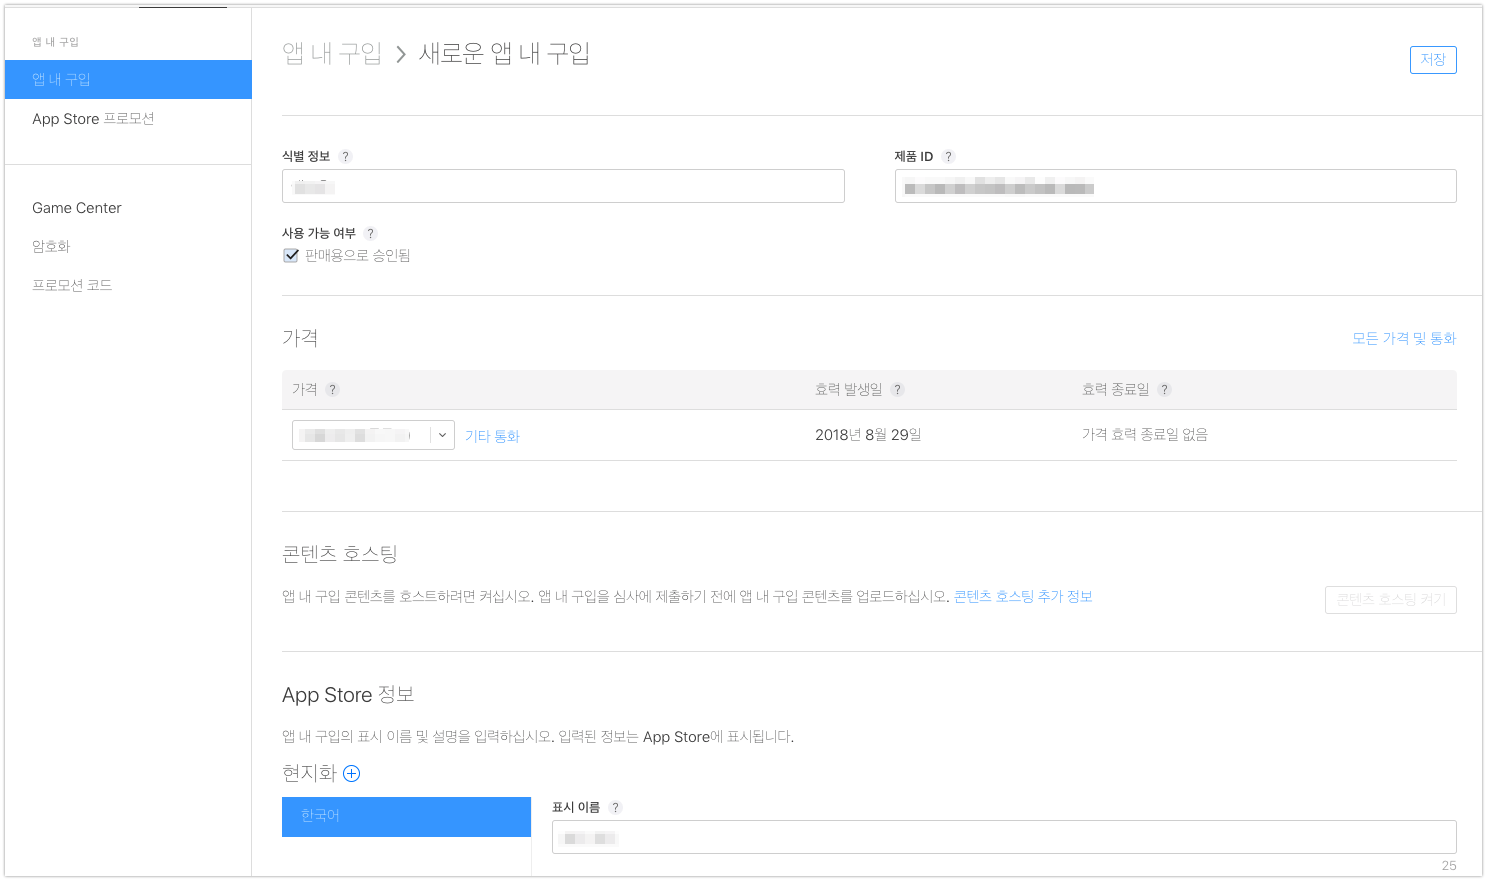 앱 내 구입
앱 내 구입
App Store 프로모션
Game Center
암호화
프로모션 코드
앱 내 구입 > 새로운 앱 내 구입
저장
식별 정보 ?
제품 ID ?
사용 가능 여부 ?
판매용으로 승인됨
가격
모든 가격 및 통화
가격 ? 효력 발생일 ? 효력 종료일 ?
기타 통화 2018년 8월 29일 가격 효력 종료일 없음
콘텐츠 호스팅
앱 내 구입 콘텐츠를 호스트하려면 켜십시오. 앱 내 구입을 심사에 제출하기 전에 앱 내 구입 콘텐츠를 업로드하십시오. 콘텐츠 호스팅 추가 정보
콘텐츠 호스팅 켜기
App Store 정보
앱 내 구입의 표시 이름 및 설명을 입력하십시오. 입력된 정보는 App Store에 표시됩니다.
현지화
한국어
표시 이름 ?
25